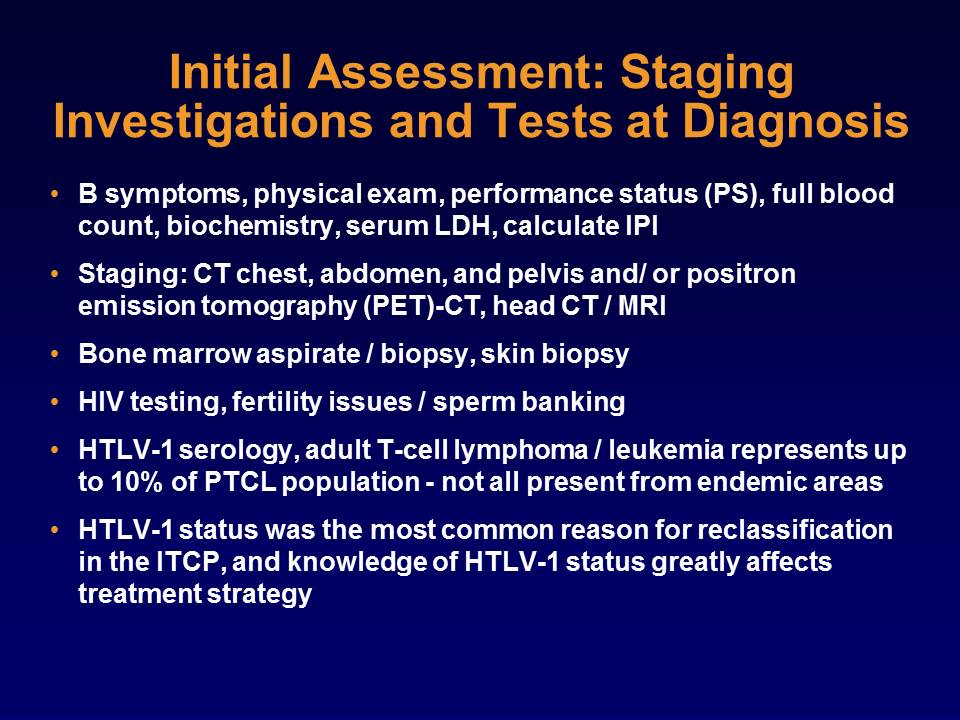 Initial Assessment: Staging
Investigations and Tests at Diagnosis
• B symptoms, physical exam, performance status (PS), full blood
count, biochemistry, serum LDH, calculate IPI
• Staging: CT chest, abdomen, and pelvis and/ or positron
emission tomography (PET)-CT, head CT / MRI
• Bone marrow aspirate / biopsy, skin biopsy
• HIV testing, fertility issues / sperm banking
• HTLV-1 serology, adult T-cell lymphoma / leukemia represents up
to 10% of PTCL population - not all present from endemic areas
• HTLV-1 status was the most common reason for reclassification
in the ITCP, and knowledge of HTLV-1 status greatly affects
treatment strategy